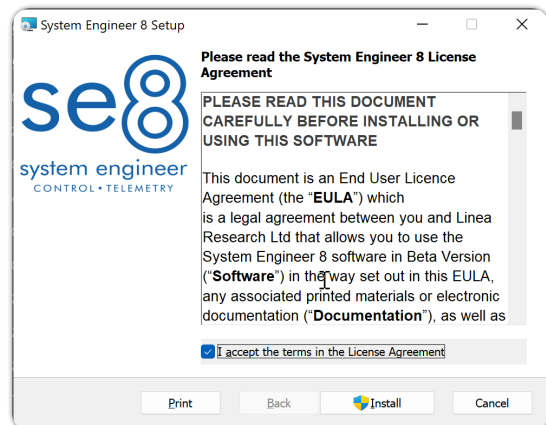 System Engineer 8 Setup
se8
system engineer
CONTROL • TELEMETRY
Please read the System Engineer 8 License
Agreement
PLEASE READ THIS DOCUMENT
CAREFULLY BEFORE INSTALLING OR
USING THIS SOFTWARE
This document is an End User Licence
Agreement (the “EULA”) which
is a legal agreement between you and Linea
Research Ltd that allows you to use the
System Engineer 8 software in Beta Version
(“Software”) in the way set out in this EULA,
any associated printed materials or electronic
documentation (“Documentation”), as well as
I accept the terms in the License Agreement
Print
Back
Install
Cancel